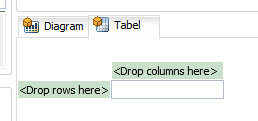 Diagram Tabel
<Drop columns here>
<Drop rows here>